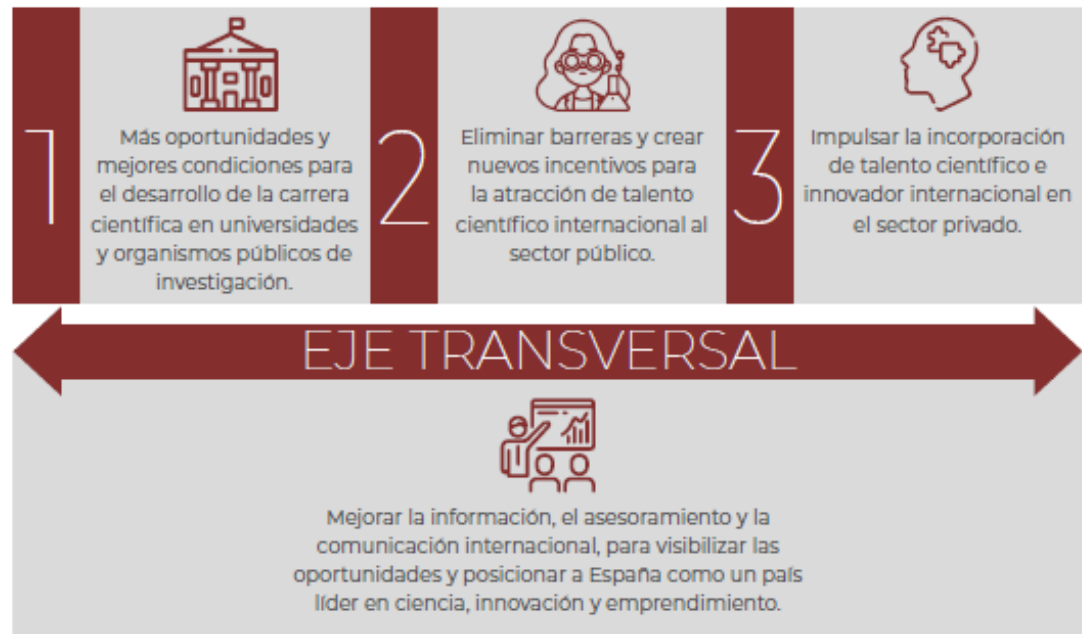 1
Más oportunidades y
mejores condiciones para
el desarrollo de la carrera
científica en universidades
y organismos públicos de
investigación.
2
Eliminar barreras y crear
nuevos incentivos para
la atracción de talento
científico internacional al
sector público.
3
Impulsar la incorporación
de talento científico e
innovador internacional en
el sector privado.
EJE TRANSVERSAL
Mejorar la información, el asesoramiento y la
comunicación internacional, para visibilizar las
oportunidades y posicionar a España como un país
líder en ciencia, innovación y emprendimiento.